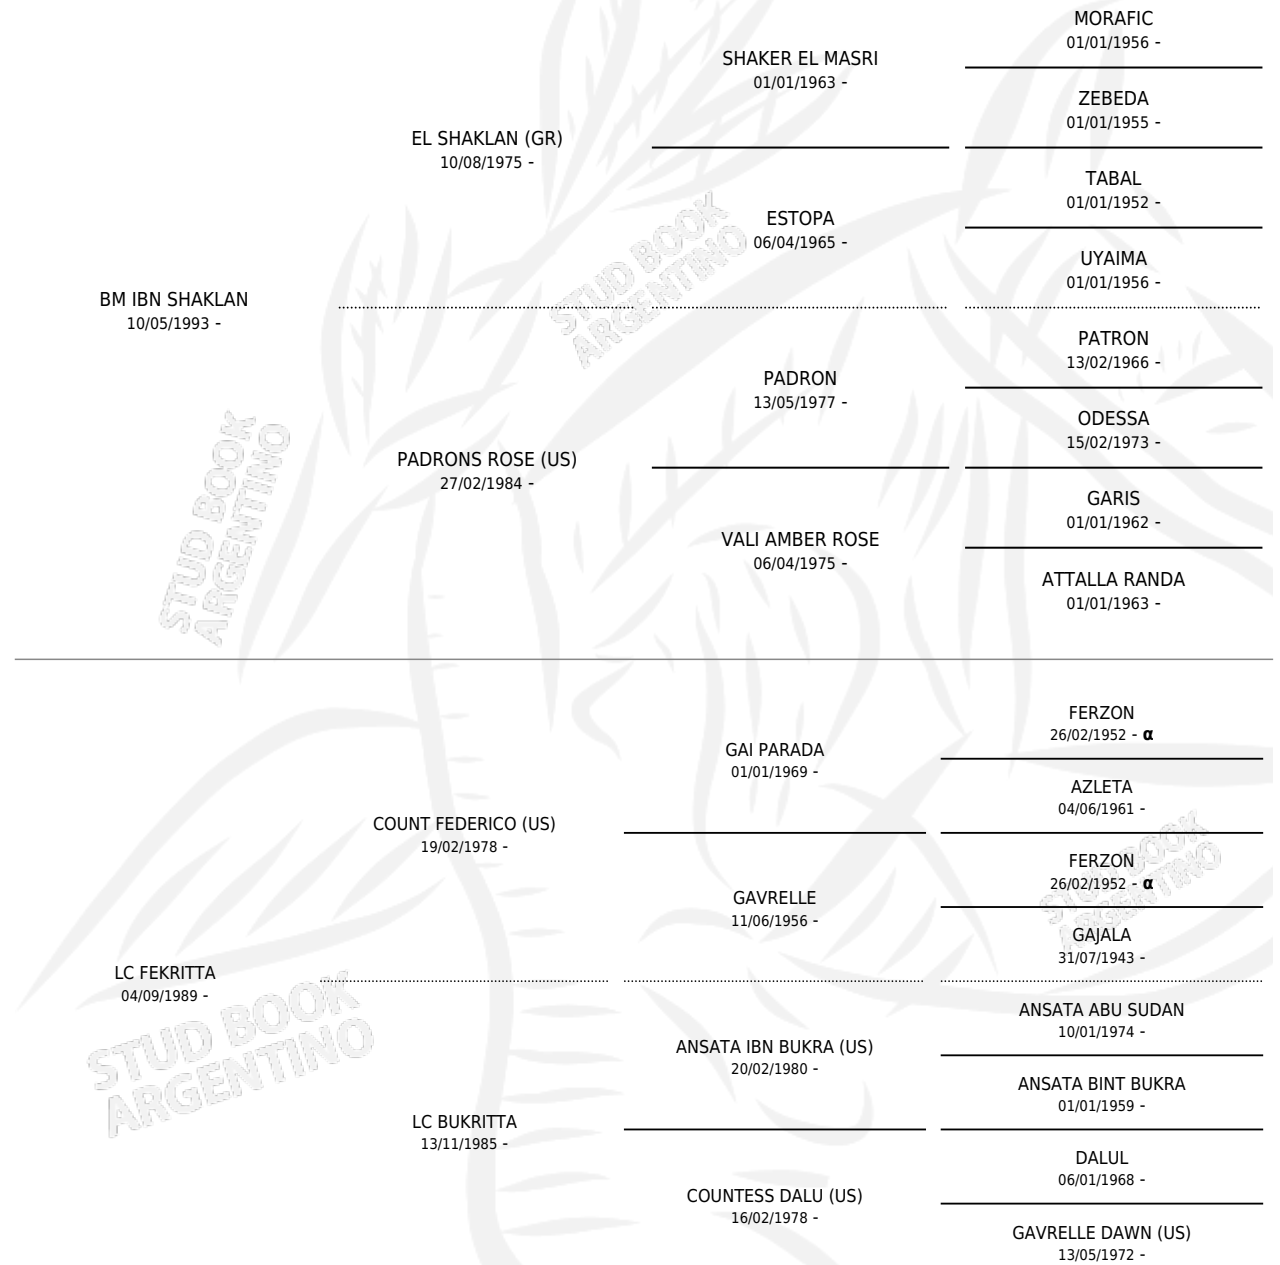 MORAFIC
01/01/1956 -
SHAKER EL MASRI
01/01/1963 -
ZEBEDA
01/01/1955 -
EL SHAKLAN (GR)
10/08/1975 -
TABAL
01/01/1952 -
ESTOPA
06/04/1965 -
UYAIMA
01/01/1956 -
BM IBN SHAKLAN
10/05/1993 -
PATRON
13/02/1966 -
PADRON
13/05/1977 -
ODESSA
15/02/1973 -
PADRONS ROSE (US)
27/02/1984 -
GARIS
01/01/1962 -
VALI AMBER ROSE
06/04/1975 -
ATTALLA RANDA
01/01/1963 -
FERZON
26/02/1952 - α
GAI PARADA
01/01/1969 -
AZLETA
04/06/1961 -
COUNT FEDERICO (US)
19/02/1978 -
FERZON
26/02/1952 - α
GAVRELLE
11/06/1956 -
GAJALA
31/07/1943 -
LC FEKRITTA
04/09/1989 -
ANSATA ABU SUDAN
10/01/1974 -
ANSATA IBN BUKRA (US)
20/02/1980 -
ANSATA BINT BUKRA
01/01/1959 -
LC BUKRITTA
13/11/1985 -
DALUL
06/01/1968 -
COUNTESS DALU (US)
16/02/1978 -
GAVRELLE DAWN (US)
13/05/1972 -
STUD BOOK
ARGENTINO
STUD BOOK
ARGENTINO
STUD BOOK
ARGENTINO
STUD BOOK
ARGENTINO